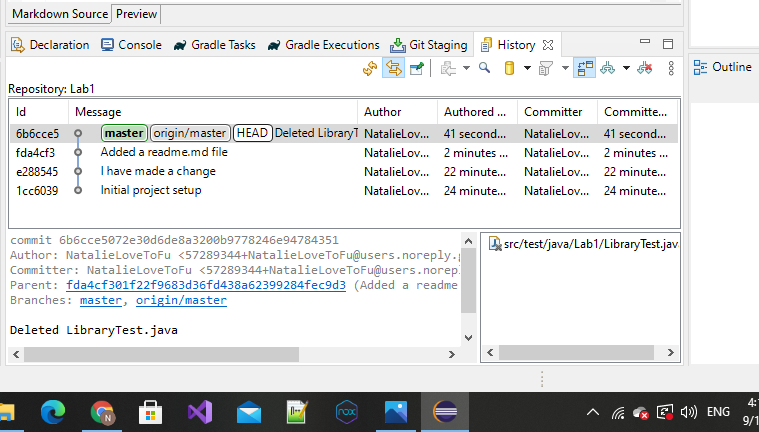 Markdown Source Preview
Declaration Console Gradle Tasks Gradle Executions Git Staging History
Outline
Repository: Lab1
Id Message Author Authored ... Committer Committe...
6b6cce5 master origin/master HEAD Deleted LibraryT NatalieLov... 41 second... NatalieLov... 41 second...
fda4cf3 Added a readme.md file NatalieLov... 2 minutes ... NatalieLov... 2 minutes ...
e288545 I have made a change NatalieLov... 22 minute... NatalieLov... 22 minute...
1cc6039 Initial project setup NatalieLov... 24 minute... NatalieLov... 24 minute...
commit 6b6cce5072e30d6de8a3200b9778246e94784351
Author: NatalieLoveToFu <57289344+NatalieLoveToFu@users.noreply.g
Committer: NatalieLoveToFu <57289344+NatalieLoveToFu@users.norepl
Parent: fda4cf301f22f9683d36fd438a62399284fec9d3 (Added a readme
Branches: master, origin/master
Deleted LibraryTest.java
src/test/java/Lab1/LibraryTest.java
N nox ENG 4:
9/1